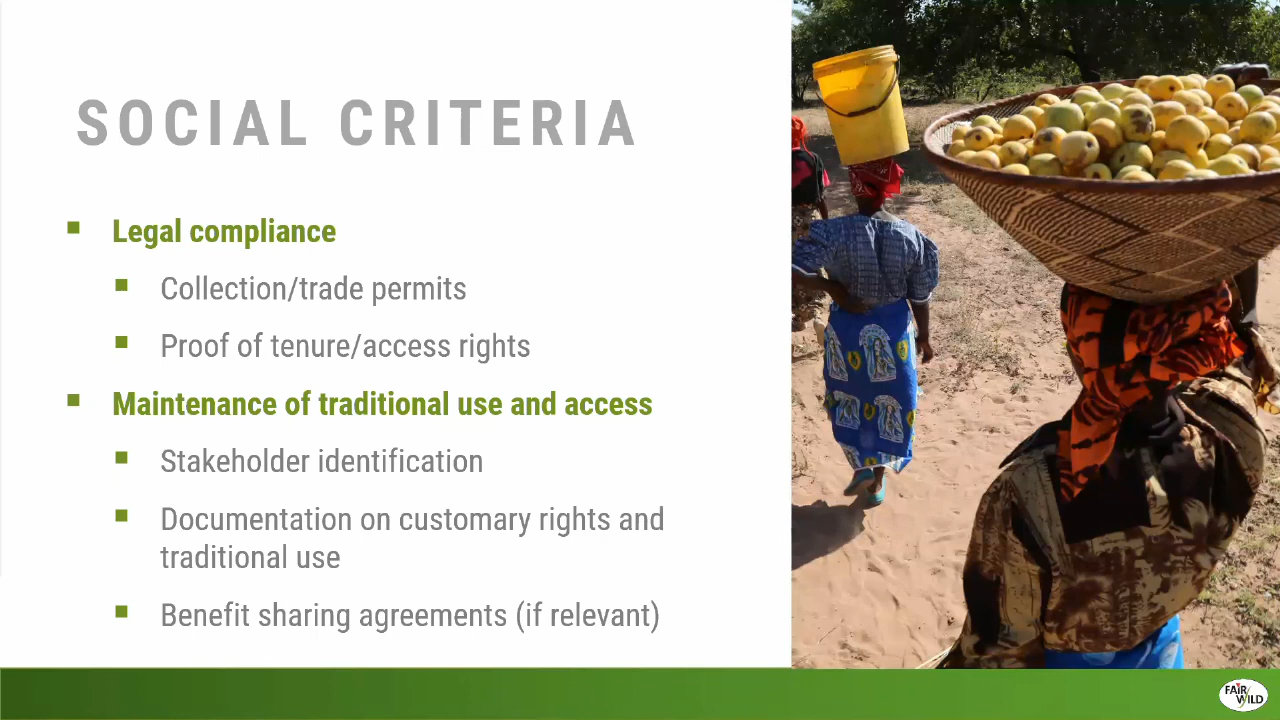 SOCIAL CRITERIA
Legal compliance
Collection/trade permits
Proof of tenure/access rights
Maintenance of traditional use and access
Stakeholder identification
Documentation on customary rights and
traditional use
Benefit sharing agreements (if relevant)
FAIR
WILD